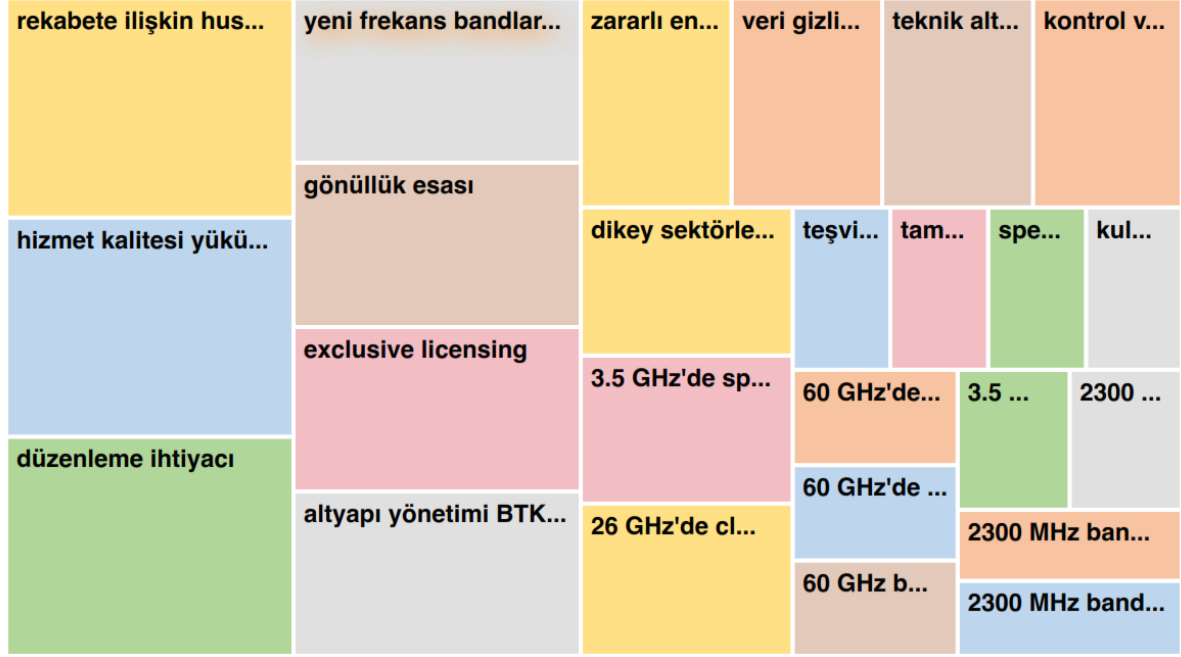 rekabete ilişkin hus...
yeni frekans bandlar...
zararlı en...
veri gizli...
teknik alt...
kontrol v...
gönüllük esası
hizmet kalitesi yükü...
dikey sektörle...
teşvi...
tam...
spe...
kul...
exclusive licensing
3.5 GHz'de sp...
60 GHz'de...
3.5 ...
2300 ...
düzenleme ihtiyacı
60 GHz'de ...
altyapı yönetimi BTK...
26 GHz'de cl...
2300 MHz ban...
60 GHz b...
2300 MHz band...